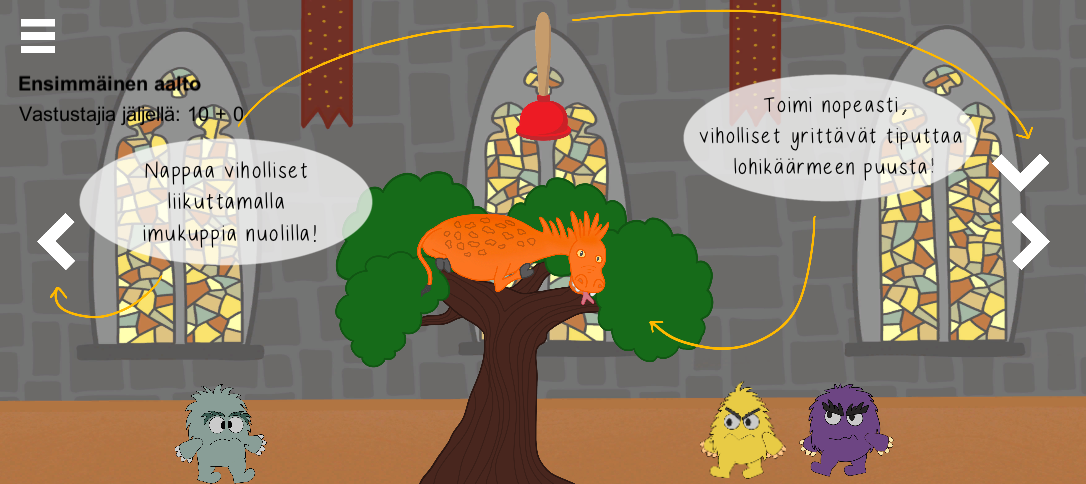 Ensimmäinen aalto
Vastustajia jäljellä: 10 + 0
Nappaa viholliset
liikuttamalla
imukuppia nuolilla!
Toimi nopeasti,
viholliset yrittävät tiputtaa
lohikäärmeen puusta!